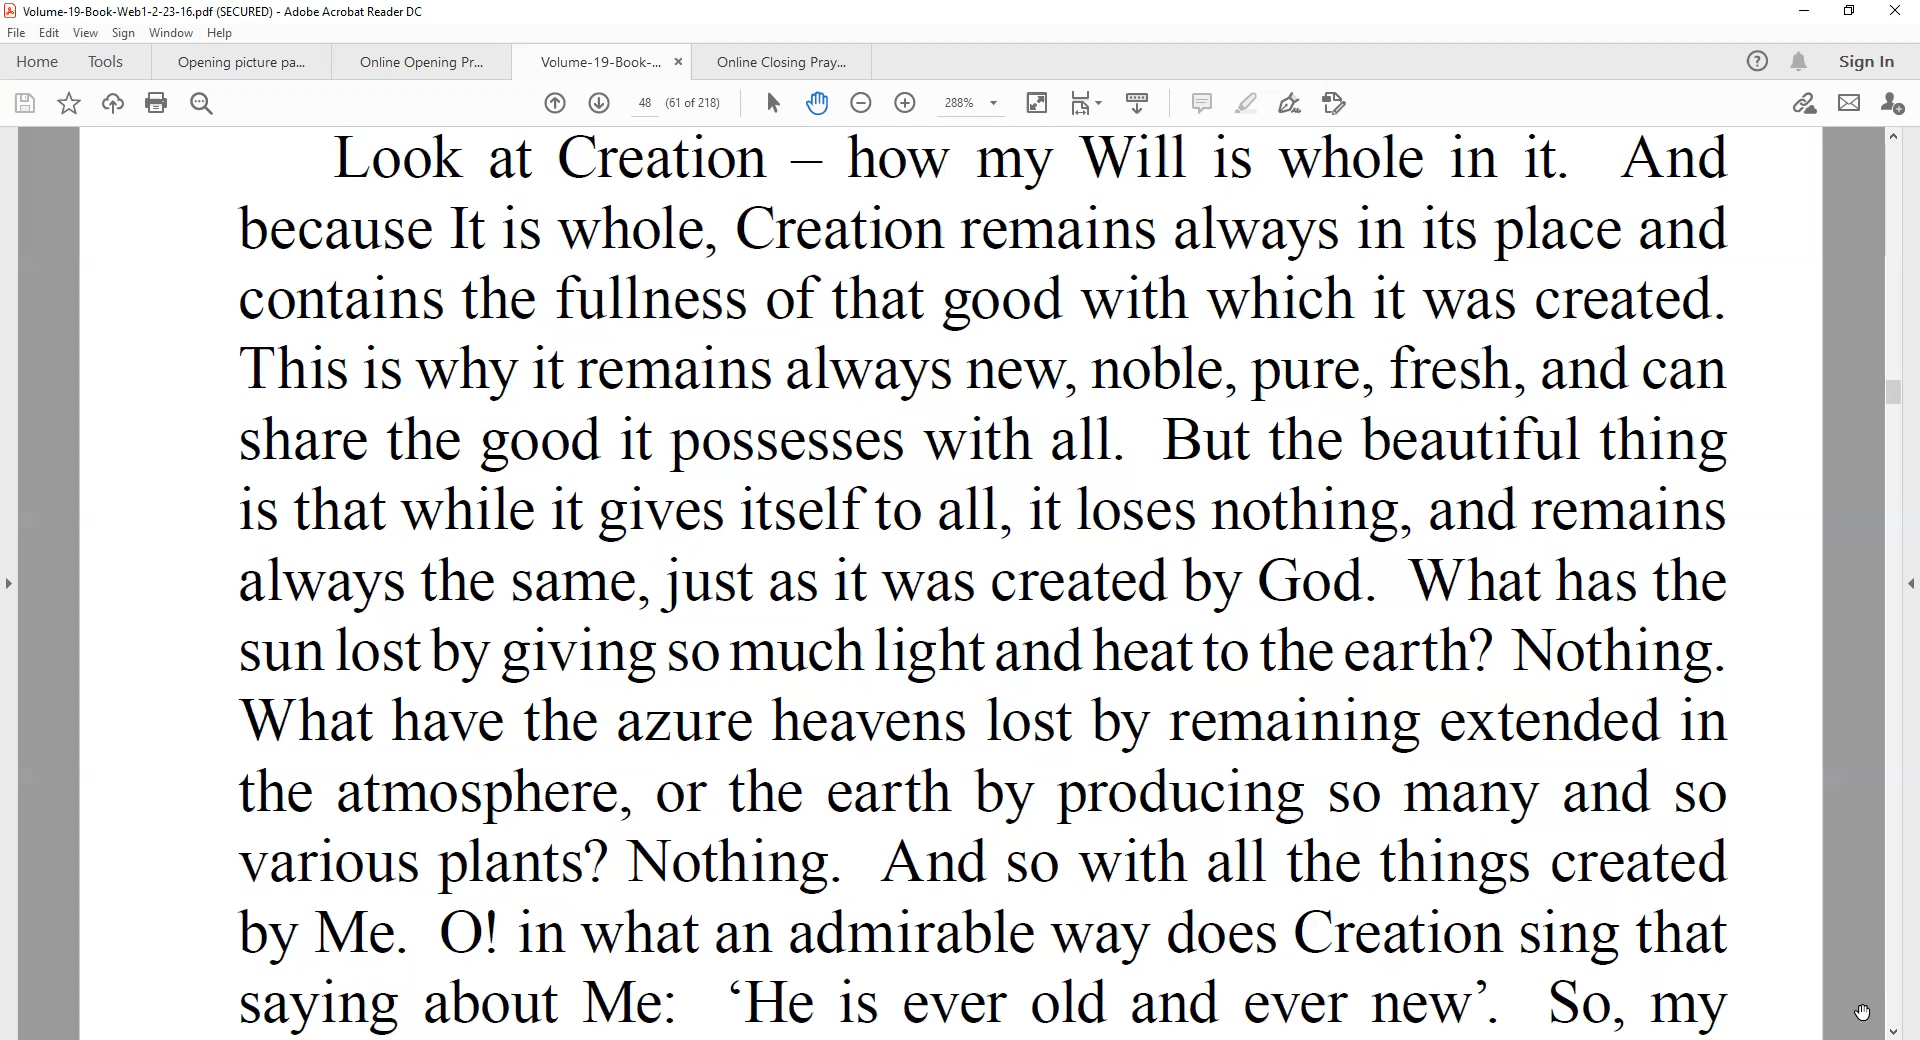 Volume-19-Book-Web1-2-23-16.pdf (SECURED) - Adobe Acrobat Reader DC
File Edit View Sign Window Help
Home Tools Opening picture pa... Online Opening Pr... Volume-19-Book-... Online Closing Pray... Sign In
48 (61 of 218) 288%
Look at Creation – how my Will is whole in it. And
because It is whole, Creation remains always in its place and
contains the fullness of that good with which it was created.
This is why it remains always new, noble, pure, fresh, and can
share the good it possesses with all. But the beautiful thing
is that while it gives itself to all, it loses nothing, and remains
always the same, just as it was created by God. What has the
sun lost by giving so much light and heat to the earth? Nothing.
What have the azure heavens lost by remaining extended in
the atmosphere, or the earth by producing so many and so
various plants? Nothing. And so with all the things created
by Me. O! in what an admirable way does Creation sing that
saying about Me: ‘He is ever old and ever new’. So, my